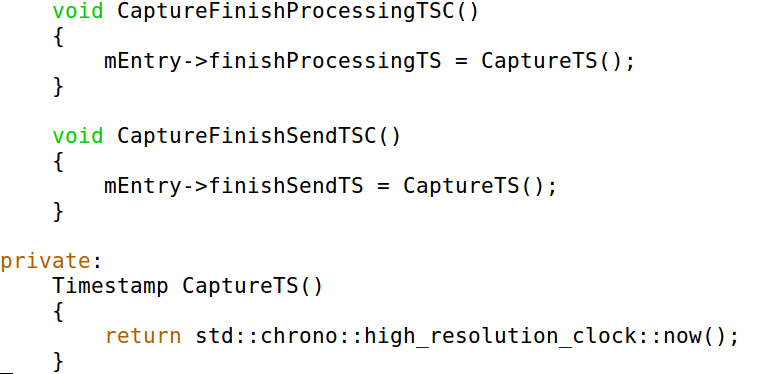 void CaptureFinishProcessingTSC()
    {
        mEntry->finishProcessingTS = CaptureTS();
    }

    void CaptureFinishSendTSC()
    {
        mEntry->finishSendTS = CaptureTS();
    }

private:
    Timestamp CaptureTS()
    {
        return std::chrono::high_resolution_clock::now();
    }